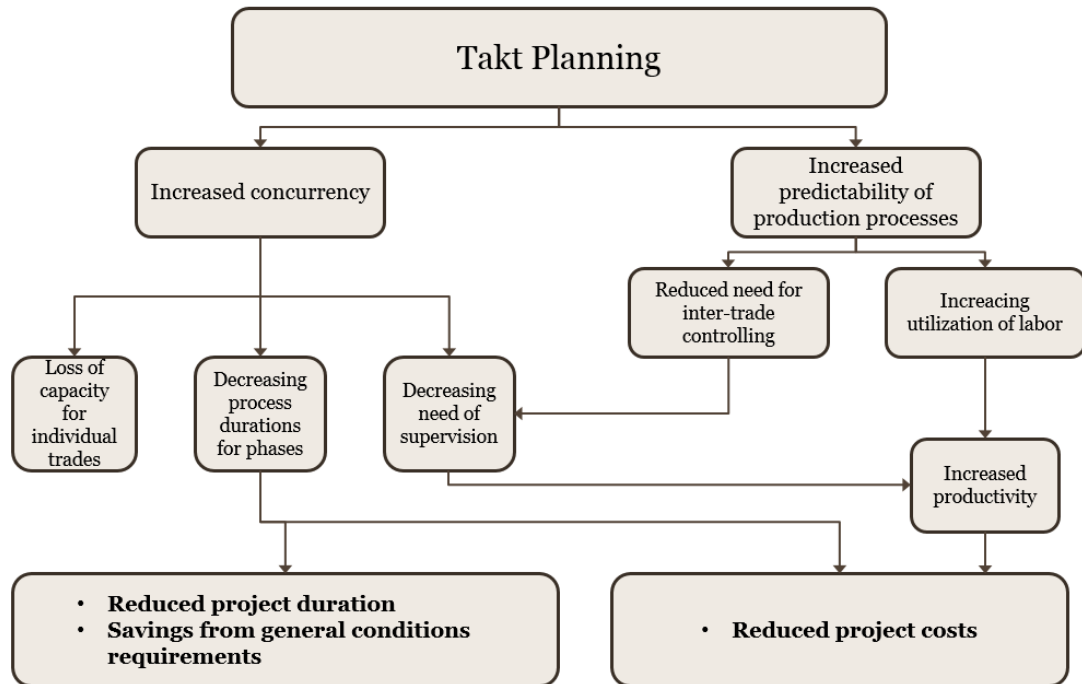 Takt Planning
Increased concurrency
Increased
predictability of
production processes
Reduced need for
inter-trade
controlling
Increacing
utilization of labor
Loss of
capacity for
individual
trades
Decreasing
process
durations
for phases
Decreasing
need of
supervision
Increased
productivity
• Reduced project duration
• Savings from general conditions
requirements
• Reduced project costs